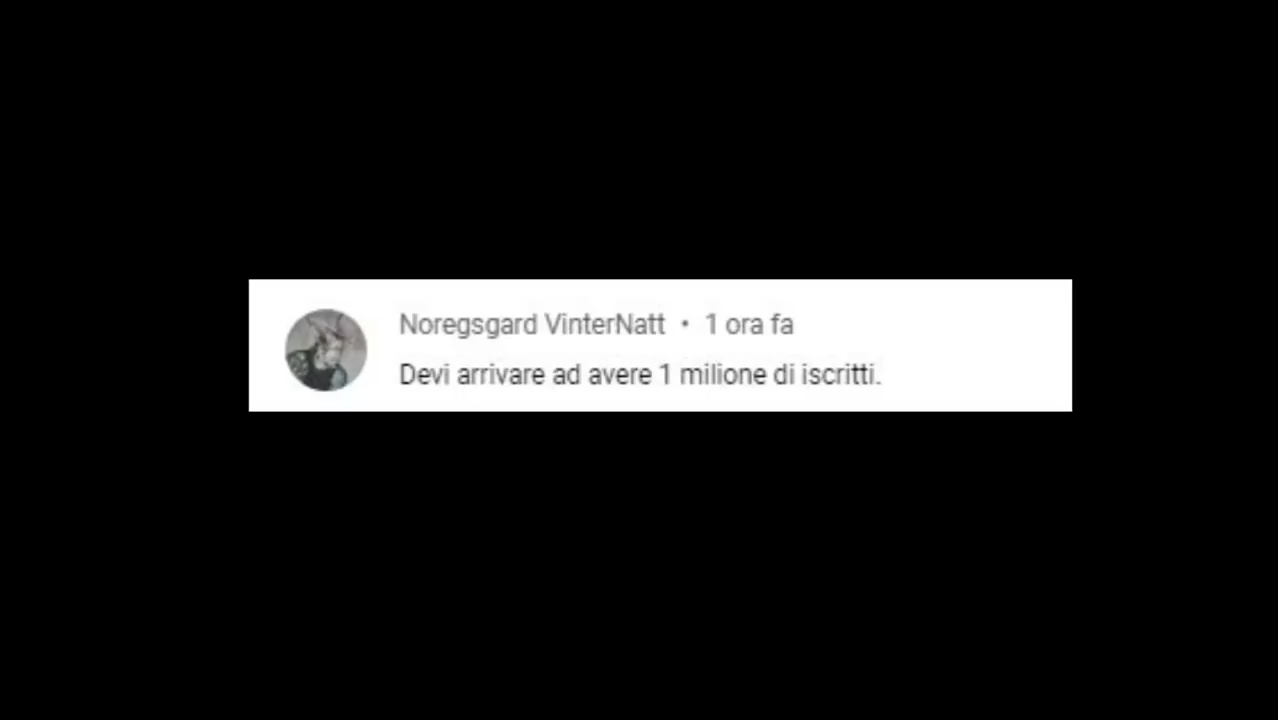 Noregsgard VinterNatt • 1 ora fa
Devi arrivare ad avere 1 milione di iscritti.